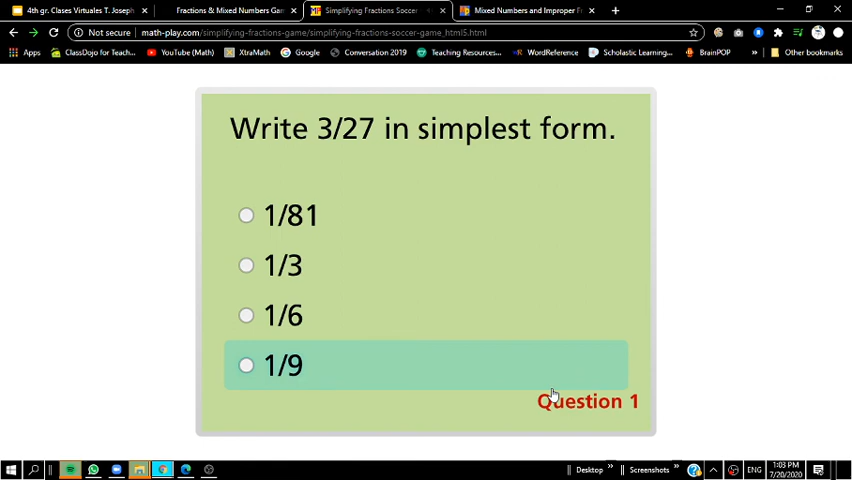 4th gr. Clases Virtuales T. Joseph
Fractions & Mixed Numbers Gam
Simplifying Fractions Soccer
Mixed Numbers and Improper F
Not secure
math-play.com/simplifying-fractions-game/simplifying-fractions-soccer-game_html5.html
Apps
ClassDojo for Teach...
YouTube (Math)
XtraMath
Google
Conversation 2019
Teaching Resources...
WordReference
Scholastic Learning...
BrainPOP
»
Other bookmarks
Write 3/27 in simplest form.
1/81
1/3
1/6
1/9
Question 1
Desktop »
Screenshots »
ENG
1:03 PM
7/20/2020